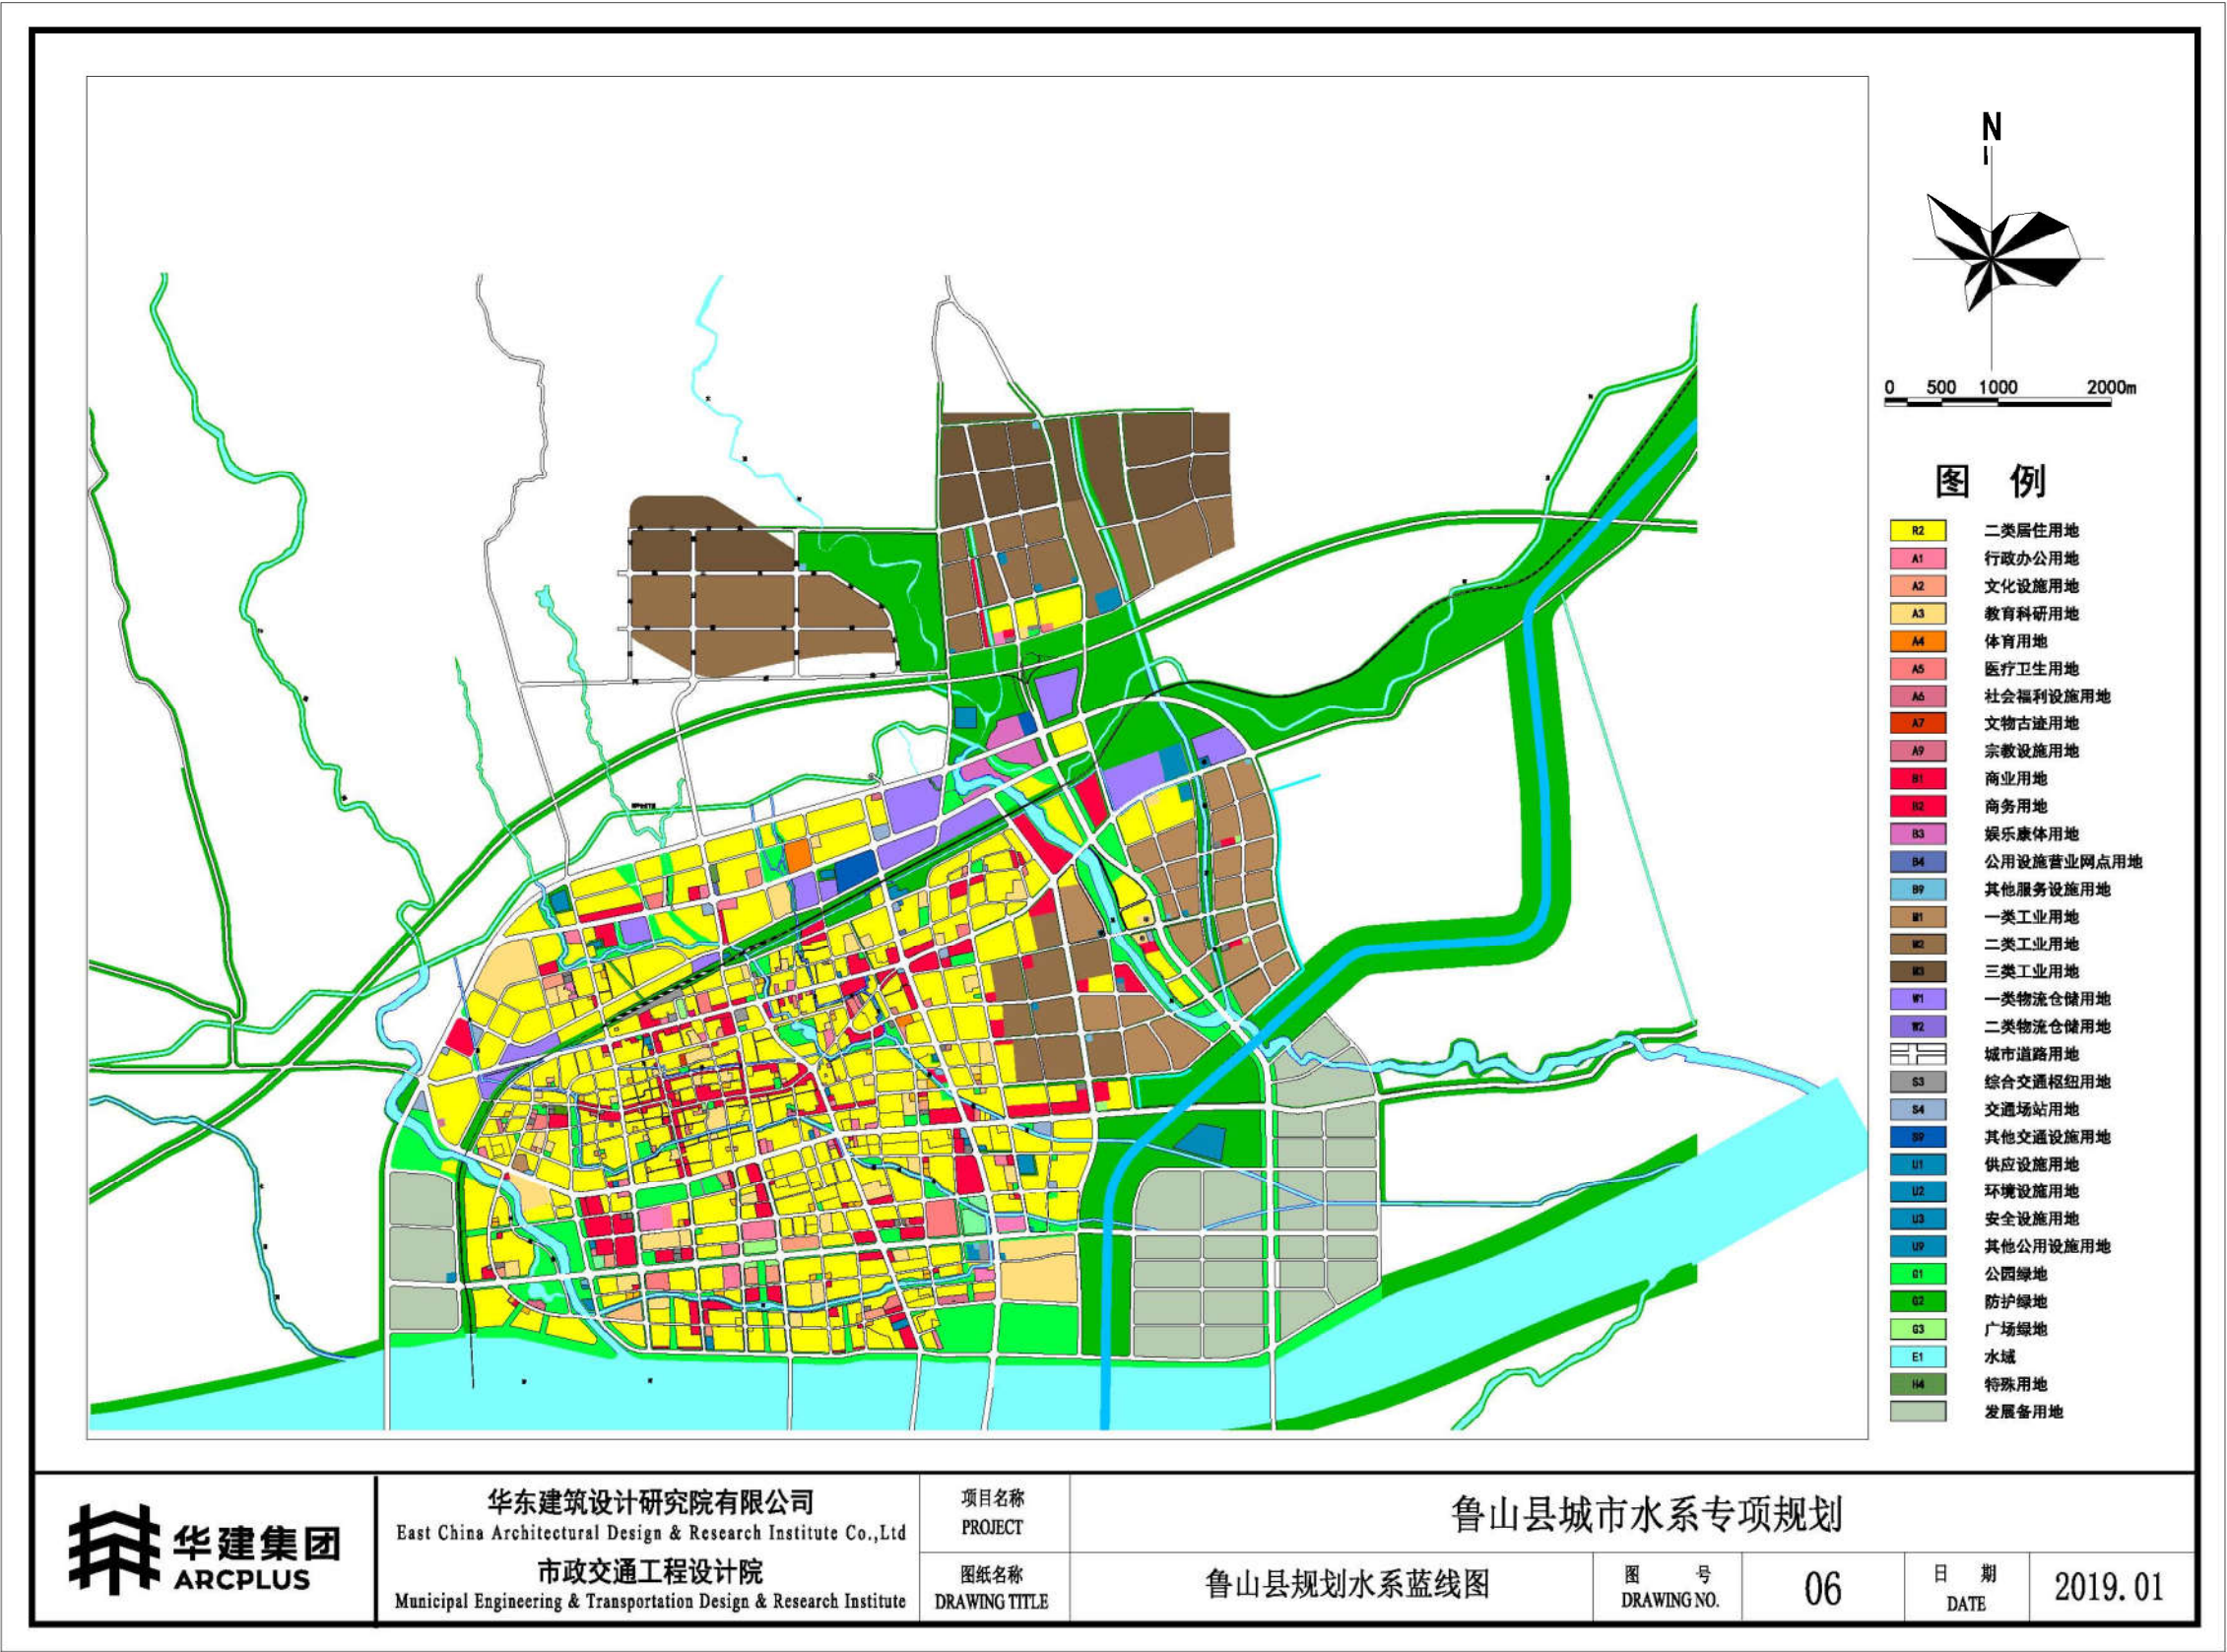 N
0 500 1000 2000m
图 例
R2 二类居住用地
A1 行政办公用地
A2 文化设施用地
A3 教育科研用地
A4 体育用地
A5 医疗卫生用地
A6 社会福利设施用地
A7 文物古迹用地
A9 宗教设施用地
B1 商业用地
B2 商务用地
B3 娱乐康体用地
B4 公用设施营业网点用地
B9 其他服务设施用地
M1 一类工业用地
M2 二类工业用地
M3 三类工业用地
W1 一类物流仓储用地
W2 二类物流仓储用地
城市道路用地
S3 综合交通枢纽用地
S4 交通场站用地
S9 其他交通设施用地
U1 供应设施用地
U2 环境设施用地
U3 安全设施用地
U9 其他公用设施用地
G1 公园绿地
G2 防护绿地
G3 广场绿地
E1 水域
H4 特殊用地
发展备用地
华建集团
ARCPLUS
华东建筑设计研究院有限公司
East China Architectural Design & Research Institute Co.,Ltd
市政交通工程设计院
Municipal Engineering & Transportation Design & Research Institute
项目名称
PROJECT
鲁山县城市水系专项规划
图纸名称
DRAWING TITLE
鲁山县规划水系蓝线图
图 号
DRAWING NO.
06
日 期
DATE
2019.01